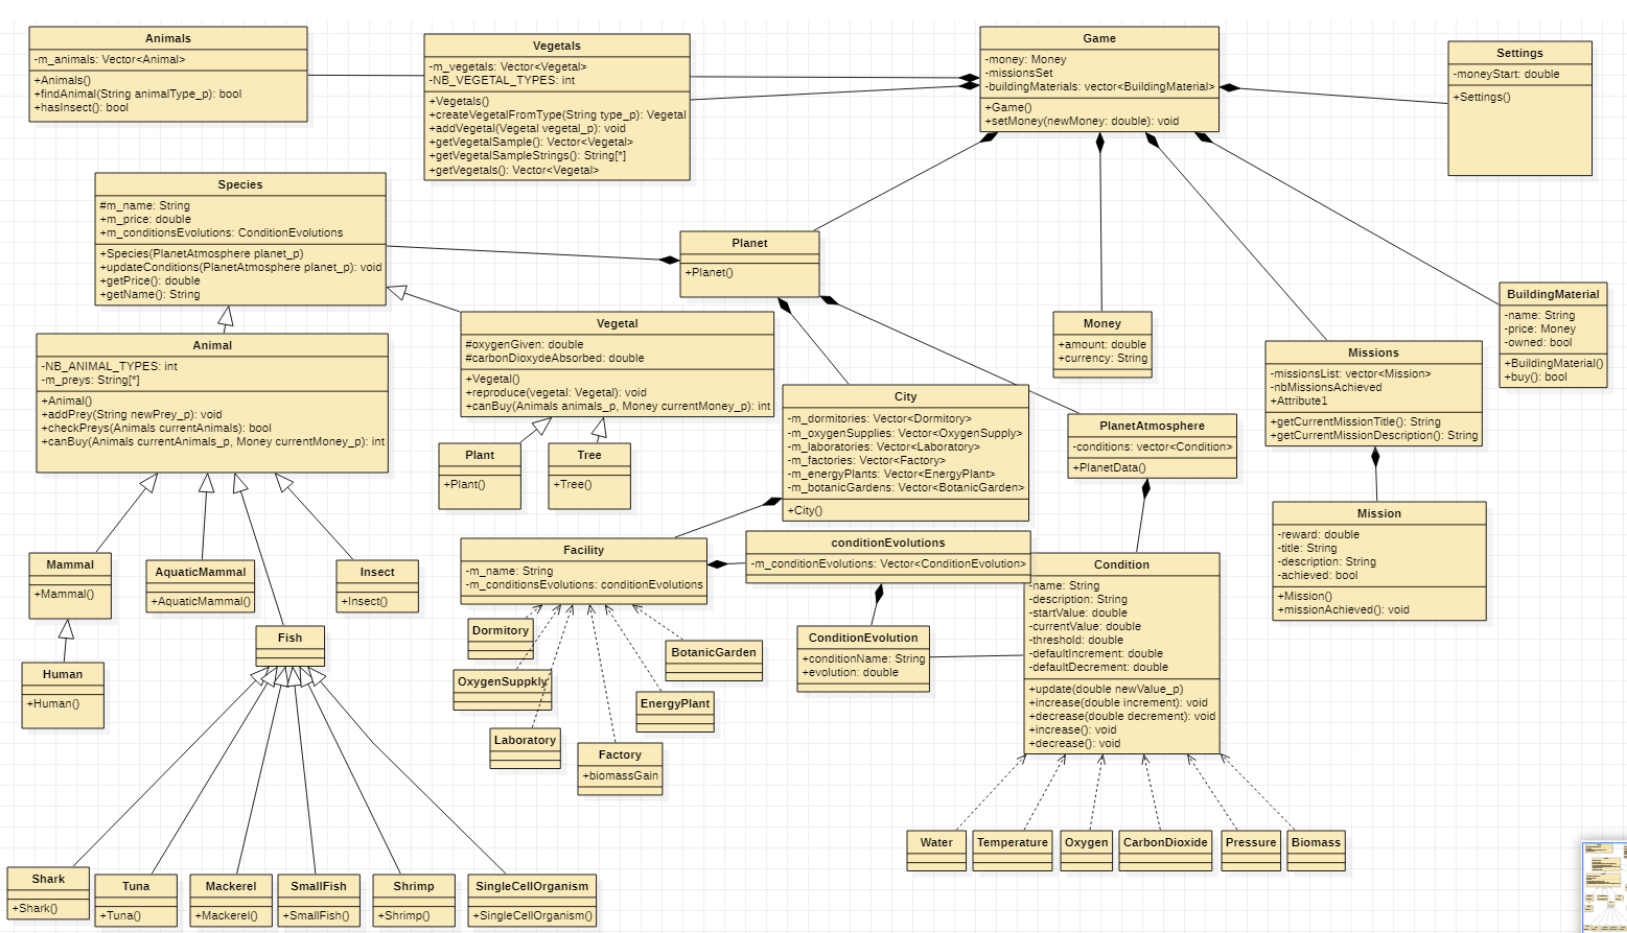 Animals
-m_animals: Vector<Animal>
+Animals()
+findAnimal(String animalType_p): bool
+hasInsect(): bool
Vegetals
-m_vegetals: Vector<Vegetal>
-NB_VEGETAL_TYPES: int
+Vegetals()
+createVegetalFromType(String type_p): Vegetal
+addVegetal(Vegetal vegetal_p): void
+getVegetalSample(): Vector<Vegetal>
+getVegetalSampleStrings(): String[*]
+getVegetals(): Vector<Vegetal>
Game
-money: Money
-missionsSet
-buildingMaterials: vector<BuildingMaterial>
+Game()
+setMoney(newMoney: double): void
Settings
-moneyStart: double
+Settings()
Species
#m_name: String
+m_price: double
+m_conditionsEvolutions: ConditionEvolutions
+Species(PlanetAtmosphere planet_p)
+updateConditions(PlanetAtmosphere planet_p): void
+getPrice(): double
+getName(): String
Planet
+Planet()
Animal
-NB_ANIMAL_TYPES: int
-m_preys: String[*]
+Animal()
+addPrey(String newPrey_p): void
+checkPreys(Animals currentAnimals): bool
+canBuy(Animals currentAnimals_p, Money currentMoney_p): int
Vegetal
#oxygenGiven: double
#carbonDioxydeAbsorbed: double
+Vegetal()
+reproduce(vegetal: Vegetal): void
+canBuy(Animals animals_p, Money currentMoney_p): int
Money
+amount: double
+currency: String
BuildingMaterial
-name: String
-price: Money
-owned: bool
+BuildingMaterial()
+buy(): bool
Missions
-missionsList: vector<Mission>
-nbMissionsAchieved
+Attribute1
+getCurrentMissionTitle(): String
+getCurrentMissionDescription(): String
City
-m_dormitories: Vector<Dormitory>
-m_oxygenSupplies: Vector<OxygenSupply>
-m_laboratories: Vector<Laboratory>
-m_factories: Vector<Factory>
-m_energyPlants: Vector<EnergyPlant>
-m_botanicGardens: Vector<BotanicGarden>
+City()
PlanetAtmosphere
-conditions: vector<Condition>
+PlanetData()
Plant
+Plant()
Tree
+Tree()
Mission
-reward: double
-title: String
-description: String
-achieved: bool
+Mission()
+missionAchieved(): void
Facility
-m_name: String
-m_conditionsEvolutions: conditionEvolutions
conditionEvolutions
-m_conditionEvolutions: Vector<ConditionEvolution>
Condition
-name: String
-description: String
-startValue: double
-currentValue: double
-threshold: double
-defaultIncrement: double
-defaultDecrement: double
+update(double newValue_p)
+increase(double increment): void
+decrease(double decrement): void
+increase(): void
+decrease(): void
Mammal
+Mammal()
AquaticMammal
+AquaticMammal()
Insect
+Insect()
Fish
Human
+Human()
Dormitory
OxygenSuppkly
Laboratory
Factory
+biomassGain
EnergyPlant
BotanicGarden
ConditionEvolution
+conditionName: String
+evolution: double
Water
Temperature
Oxygen
CarbonDioxide
Pressure
Biomass
Shark
+Shark()
Tuna
+Tuna()
Mackerel
+Mackerel()
SmallFish
+SmallFish()
Shrimp
+Shrimp()
SingleCellOrganism
+SingleCellOrganism()